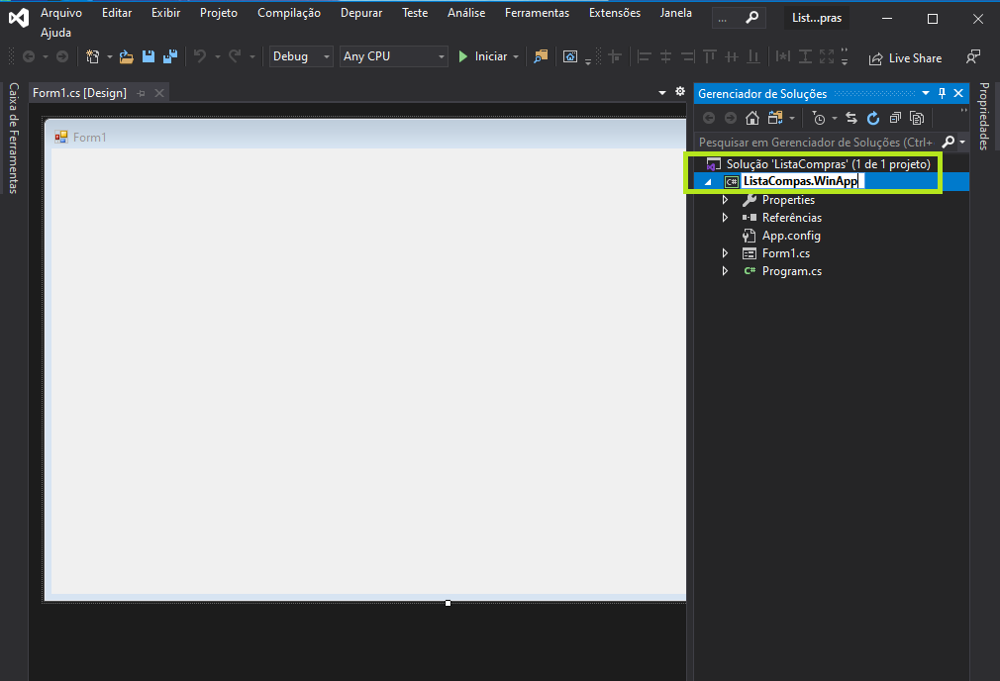 Arquivo Editar Exibir Projeto Compilação Depurar Teste Análise Ferramentas Extensões Janela ... List...pras
Ajuda
Debug Any CPU Iniciar Live Share
Caixa de Ferramentas
Form1.cs [Design]
Form1
Gerenciador de Soluções
Pesquisar em Gerenciador de Soluções (Ctrl+
Solução 'ListaCompras' (1 de 1 projeto)
C# ListaCompas.WinApp
Properties
Referências
App.config
Form1.cs
C# Program.cs
Propriedades